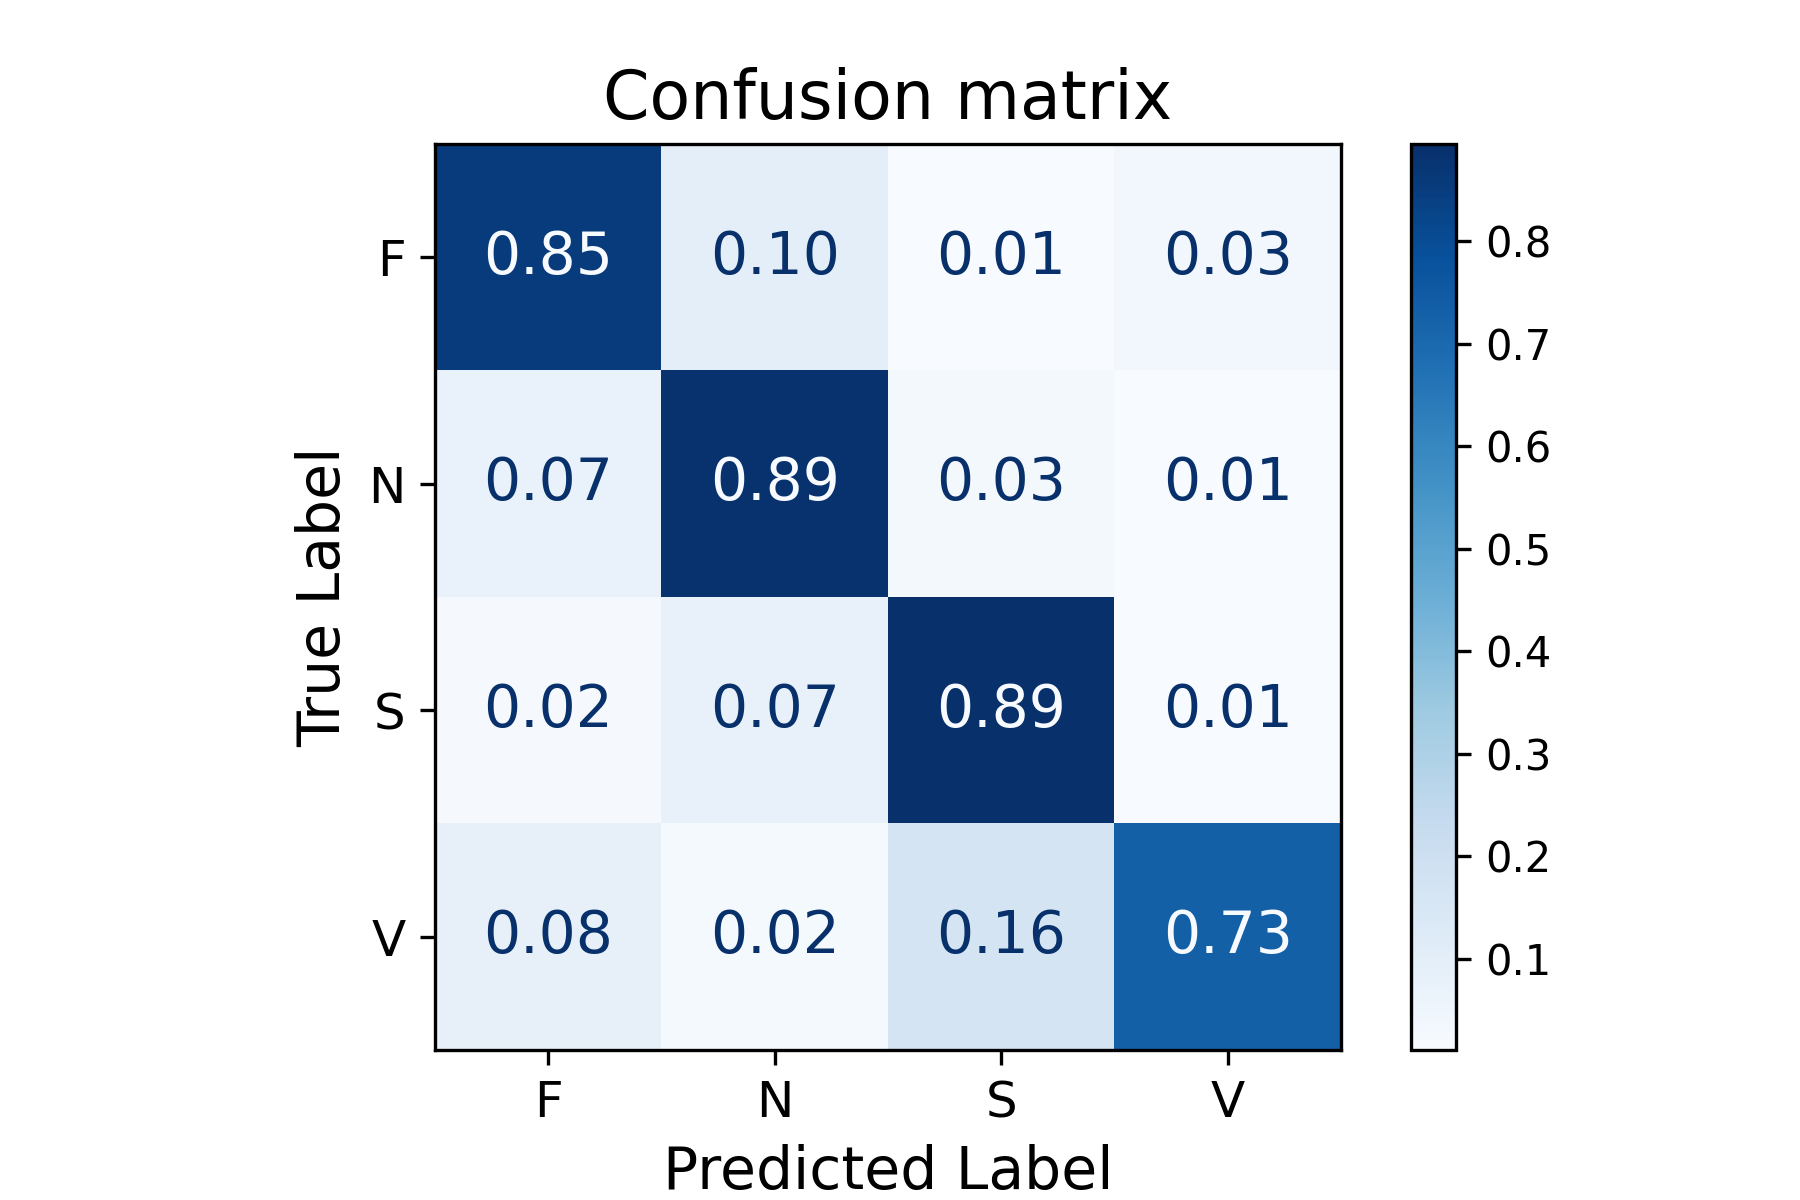 Confusion matrix
F 0.85 0.10 0.01 0.03
N 0.07 0.89 0.03 0.01
S 0.02 0.07 0.89 0.01
V 0.08 0.02 0.16 0.73
F N S V
Predicted Label
True Label
0.8
0.7
0.6
0.5
0.4
0.3
0.2
0.1